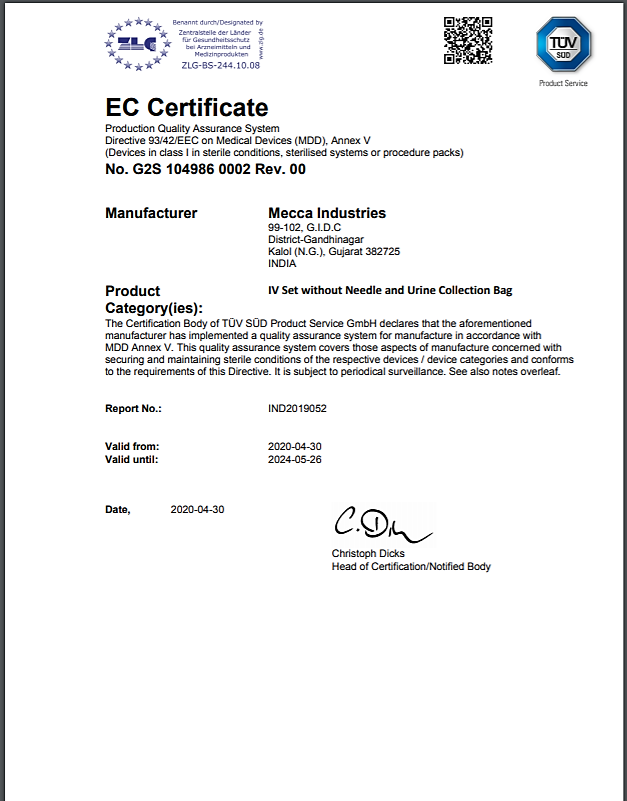 Benannt durch/Designated by
Zentralstelle der Länder
für Gesundheitsschutz
bei Arzneimitteln und
Medizinprodukten
ZLG-BS-244.10.08
www.zlg.de
ZLG
TÜV
SÜD
Product Service
EC Certificate
Production Quality Assurance System
Directive 93/42/EEC on Medical Devices (MDD), Annex V
(Devices in class I in sterile conditions, sterilised systems or procedure packs)
No. G2S 104986 0002 Rev. 00
Manufacturer
Mecca Industries
99-102, G.I.D.C
District-Gandhinagar
Kalol (N.G.), Gujarat 382725
INDIA
Product
Category(ies):
IV Set without Needle and Urine Collection Bag
The Certification Body of TÜV SÜD Product Service GmbH declares that the aforementioned
manufacturer has implemented a quality assurance system for manufacture in accordance with
MDD Annex V. This quality assurance system covers those aspects of manufacture concerned with
securing and maintaining sterile conditions of the respective devices / device categories and conforms
to the requirements of this Directive. It is subject to periodical surveillance. See also notes overleaf.
Report No.: IND2019052
Valid from: 2020-04-30
Valid until: 2024-05-26
Date, 2020-04-30
Christoph Dicks
Head of Certification/Notified Body